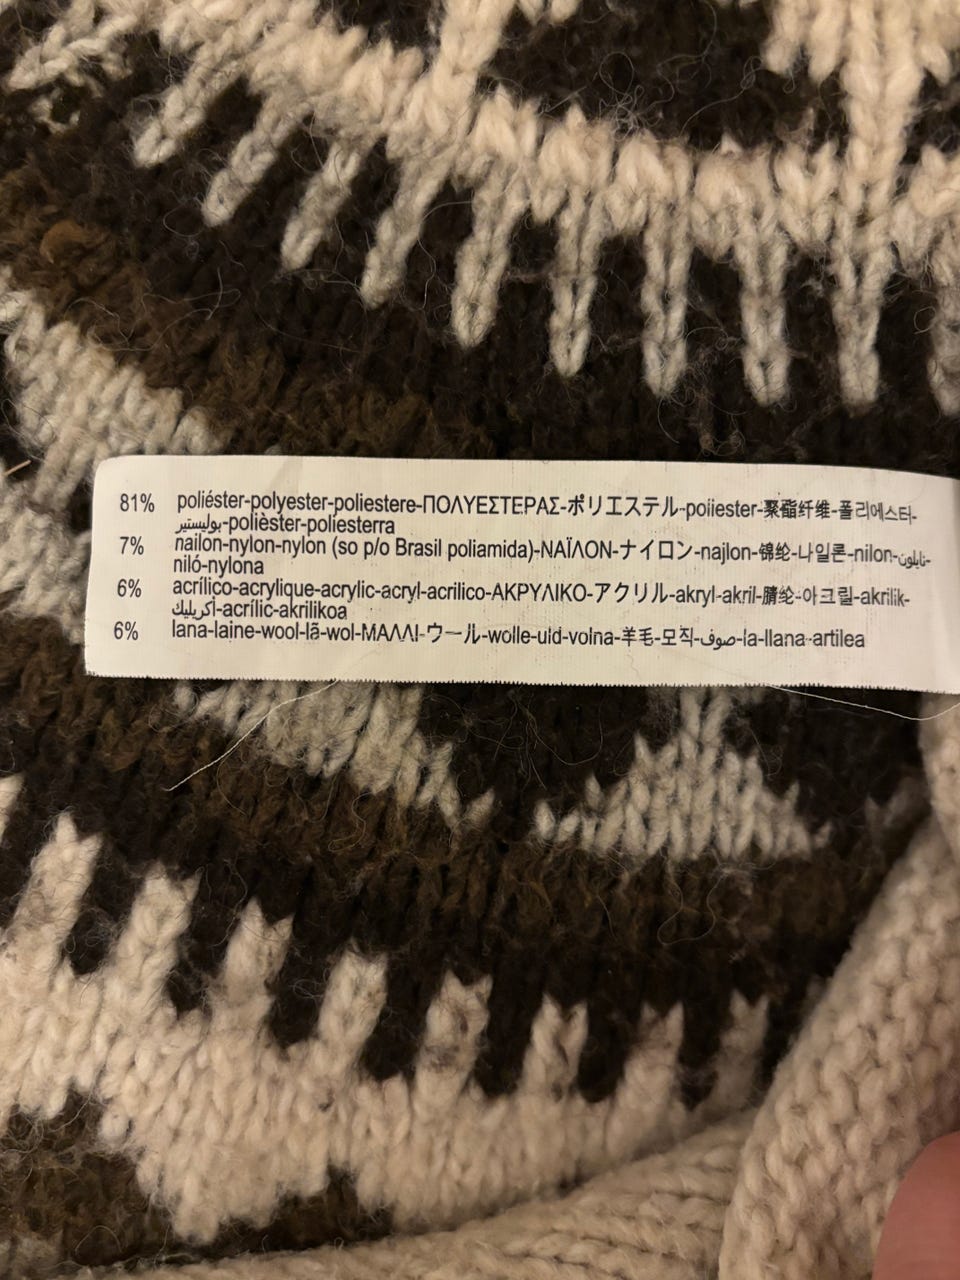 81% poliéster-polyester-poliestere-ΠΟΛΥΕΣΤΕΡΑΣ-ポリエステル-poliester-聚酯纤维-폴리에스터-
بوليستير-polièster-poliesterra
7% nailon-nylon-nylon (so p/o Brasil poliamida)-ΝΑΪΛΟΝ-ナイロン-najlon-锦纶-나일론-nilon-نايلون-
niló-nylona
6% acrílico-acrylique-acrylic-acryl-acrilico-ΑΚΡΥΛΙΚΟ-アクリル-akryl-akril-腈纶-아크릴-akrilik-
أكريليك-acrílic-akrilikoa
6% lana-laine-wool-lã-wol-ΜΑΛΛΙ-ウール-wolle-uld-volna-羊毛-모직-صوف-la-llana-artilea